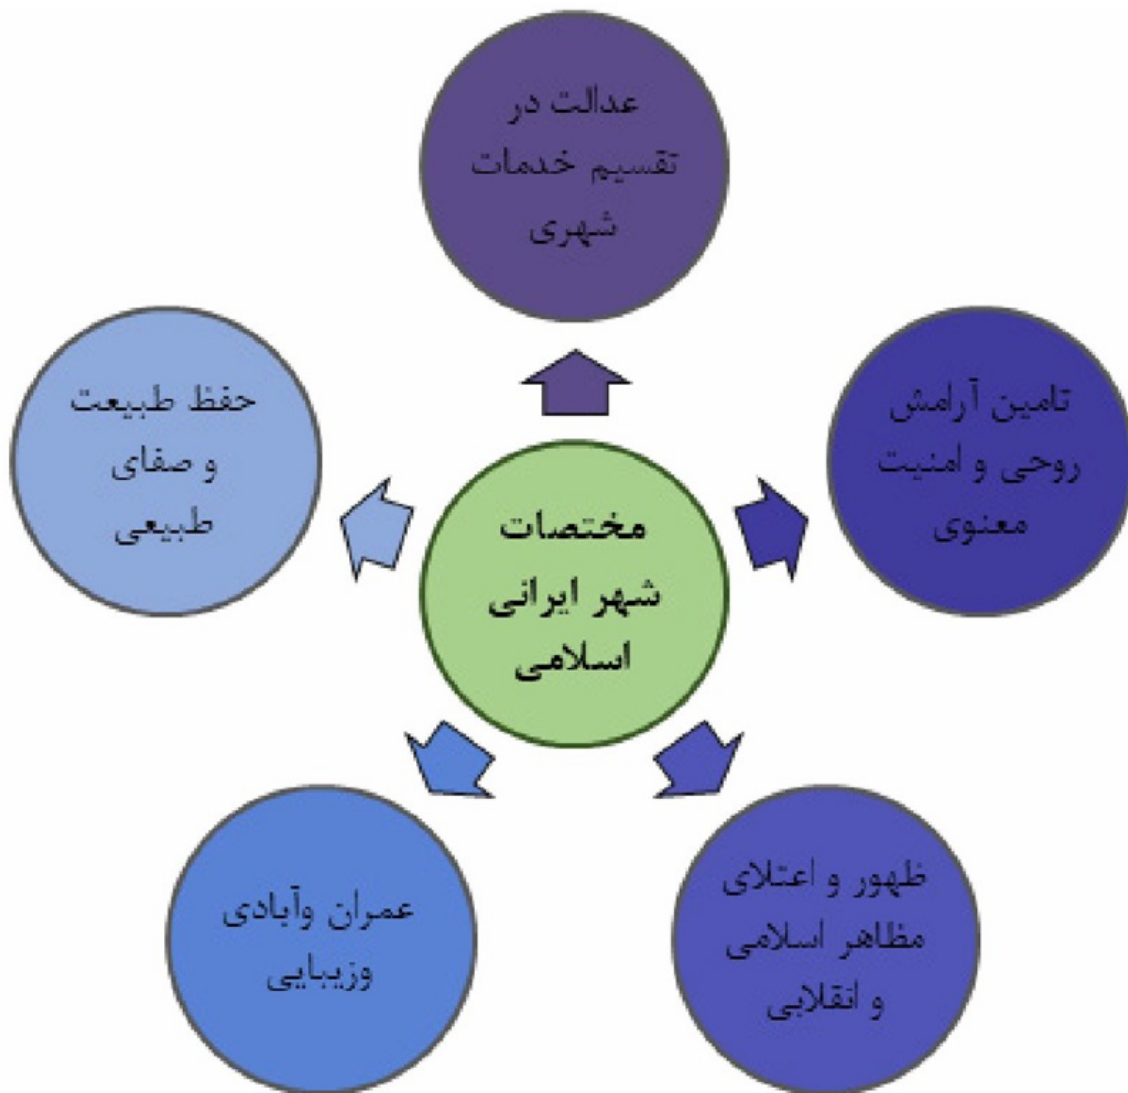 عدالت در
تقسیم خدمات
شهری
تامین آرامش
روحی و امنیت
معنوی
حفظ طبیعت
و صفای
طبیعی
مختصات
شهر ایرانی
اسلامی
ظهور و اعتلای
مظاهر اسلامی
و انقلابی
عمران وآبادی
وزیبایی